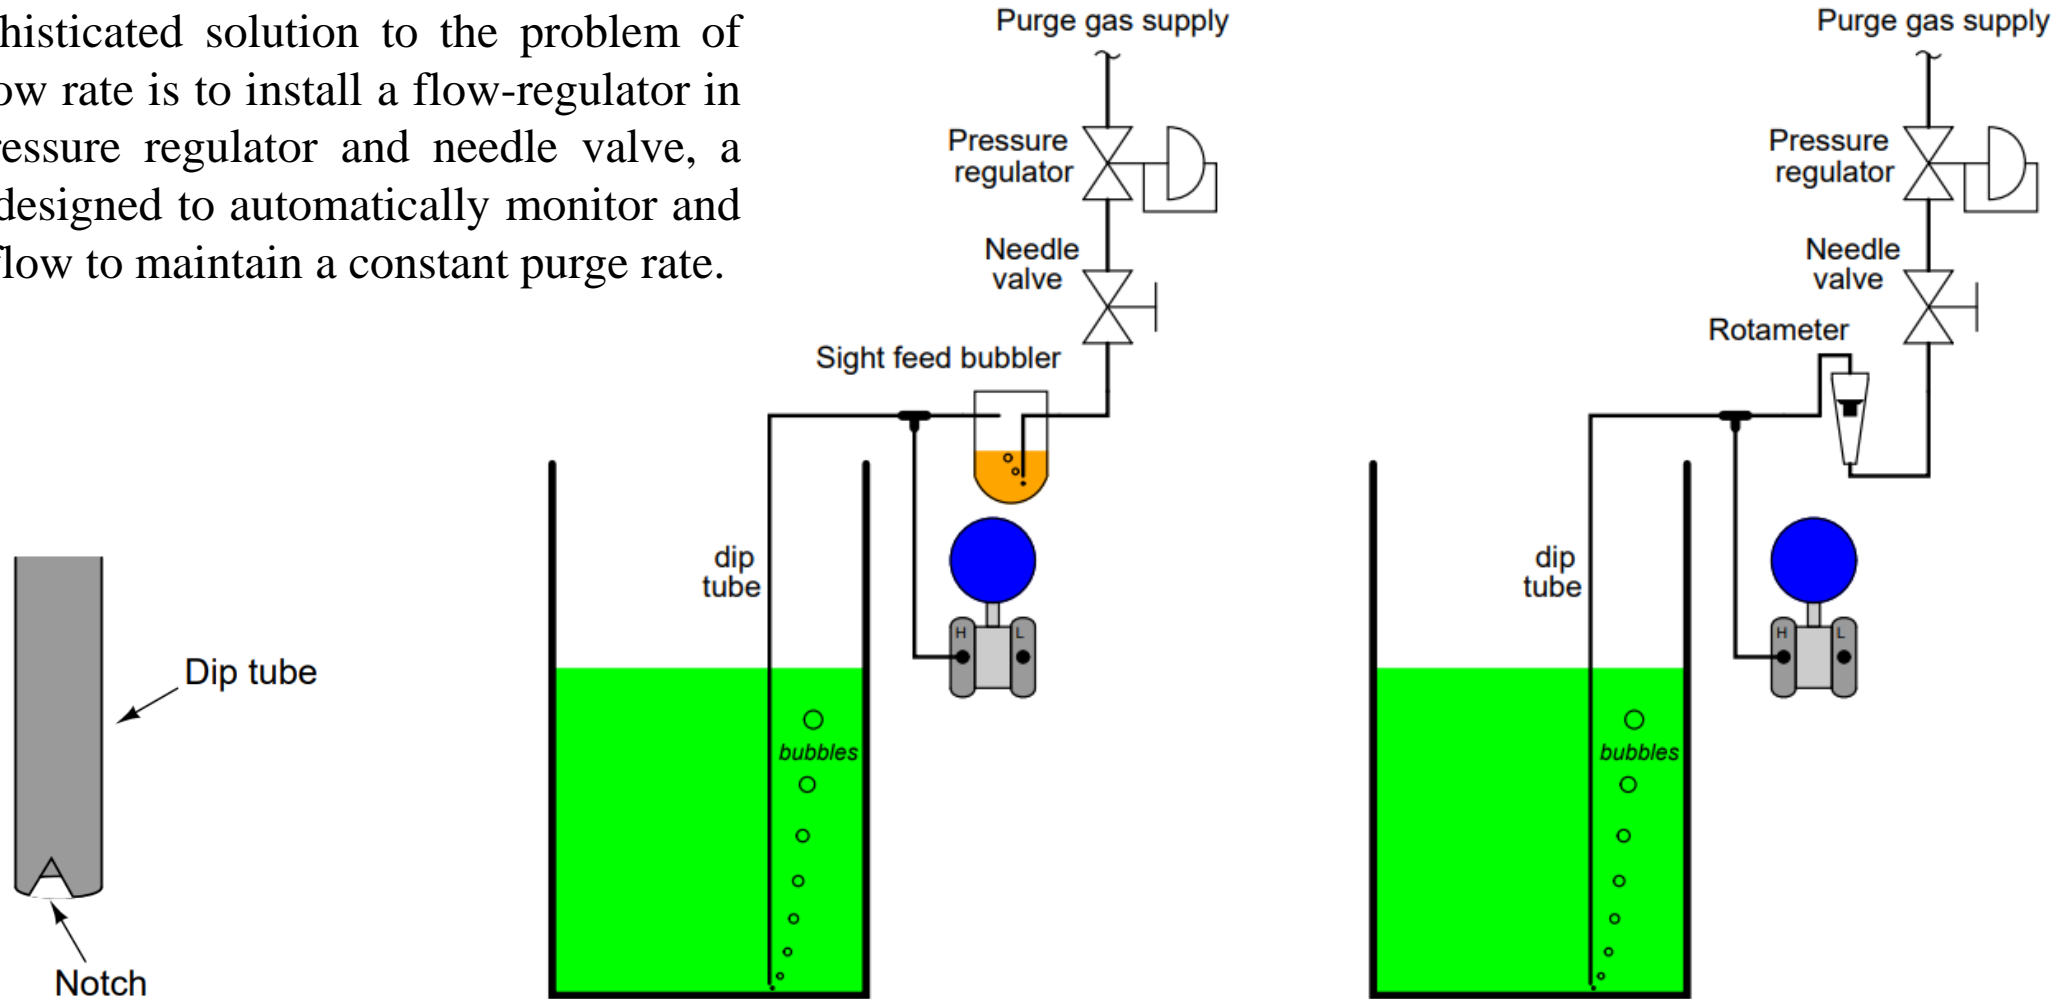 histicated solution to the problem of
ow rate is to install a flow-regulator in
essure regulator and needle valve, a
designed to automatically monitor and
flow to maintain a constant purge rate.
Dip tube
Notch
Purge gas supply
Pressure
regulator
Needle
valve
Sight feed bubbler
dip
tube
H
L
bubbles
Purge gas supply
Pressure
regulator
Needle
valve
Rotameter
dip
tube
H
L
bubbles